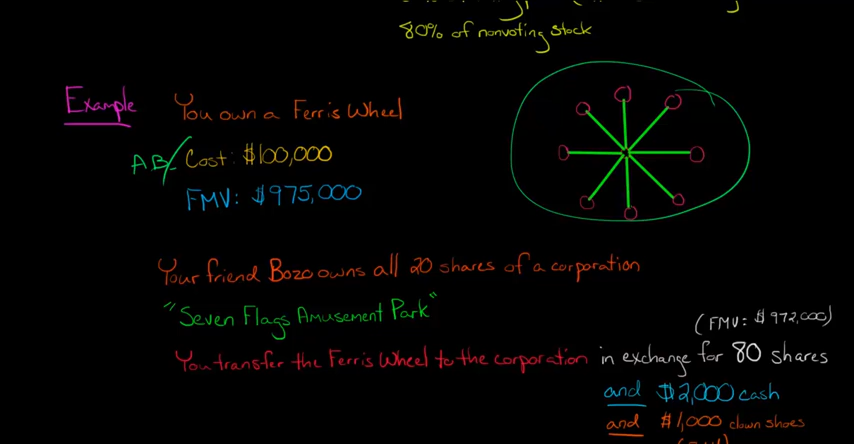 80% of nonvoting stock
Example
You own a Ferris Wheel
AB
Cost: $100,000
FMV: $975,000
Your friend Bozo owns all 20 shares of a corporation
"Seven Flags Amusement Park"
(FMV: $972,000)
You transfer the Ferris Wheel to the corporation in exchange for 80 shares
and $2,000 cash
and $1,000 clown shoes